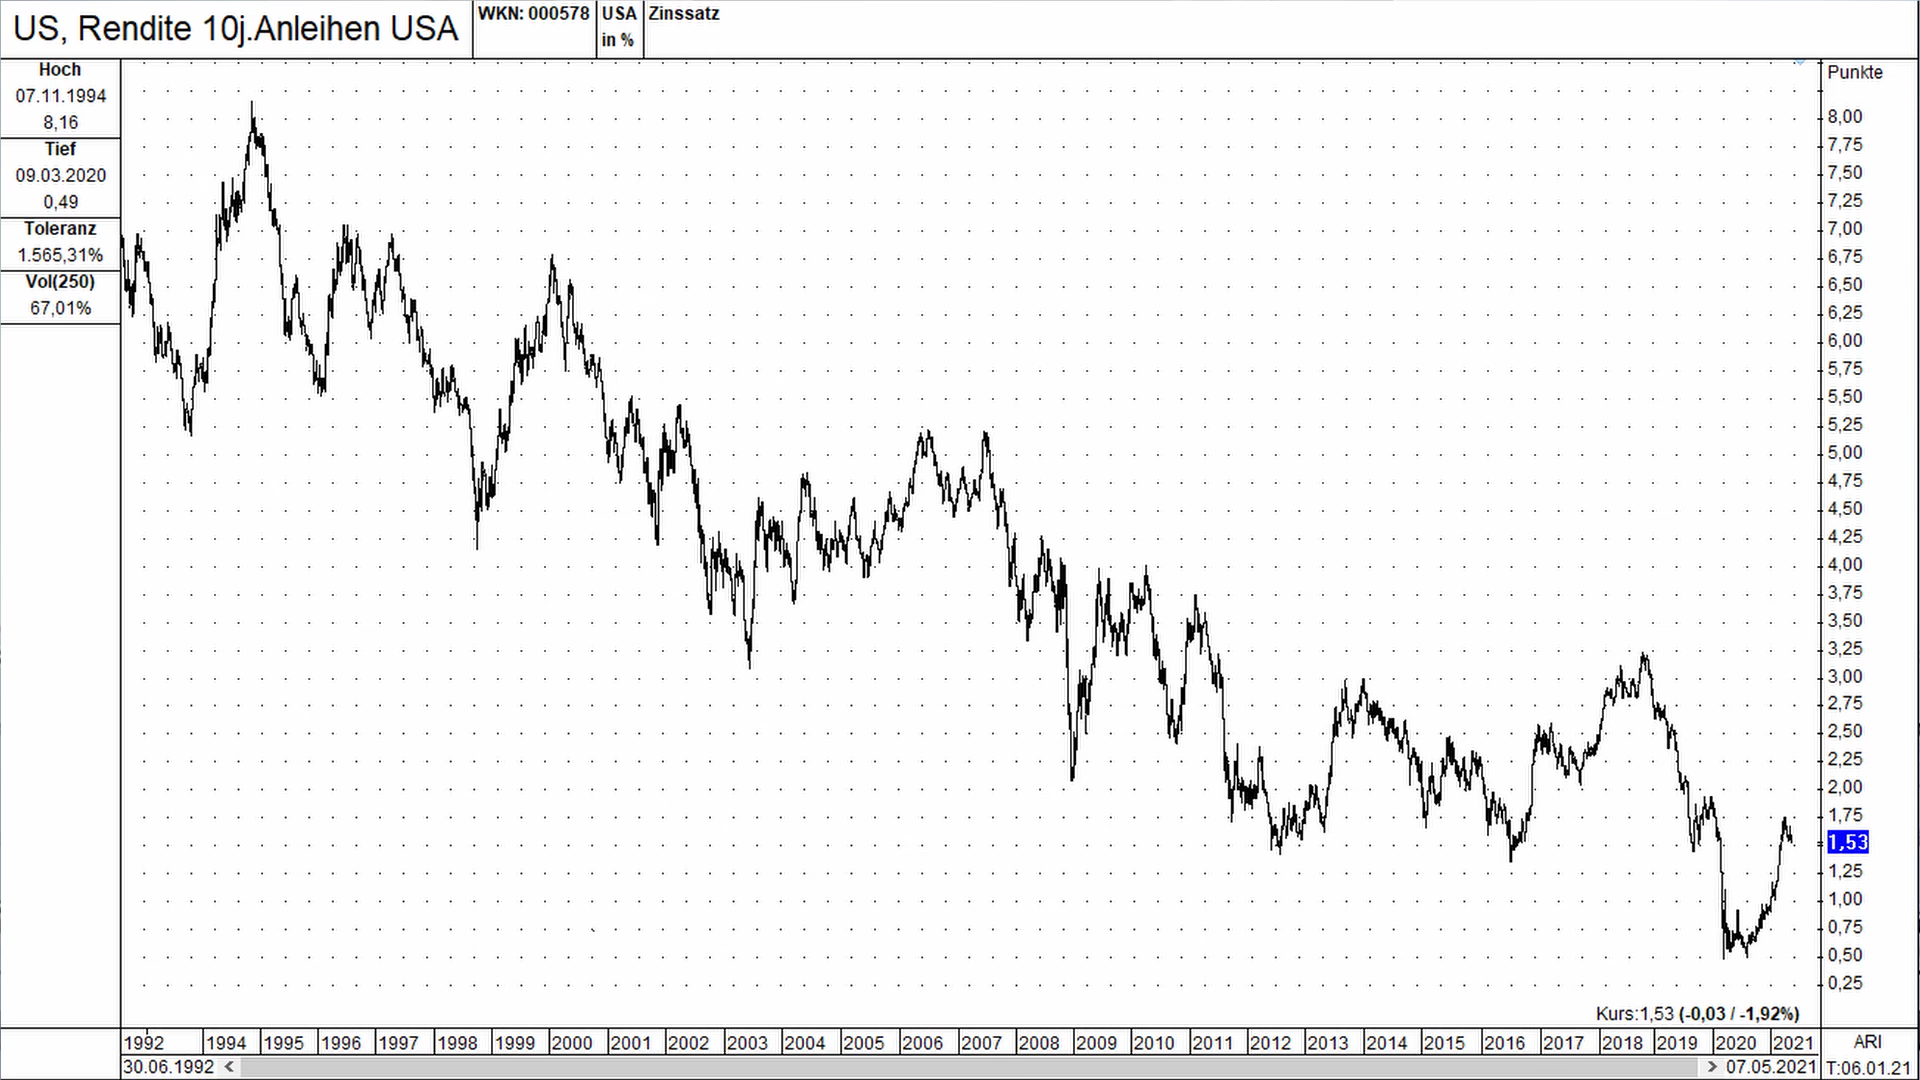 US, Rendite 10j.Anleihen USA
WKN: 000578
USA
in %
Zinssatz
Hoch
07.11.1994
8,16
Tief
09.03.2020
0,49
Toleranz
1.565,31%
Vol(250)
67,01%
Punkte
8,00
7,75
7,50
7,25
7,00
6,75
6,50
6,25
6,00
5,75
5,50
5,25
5,00
4,75
4,50
4,25
4,00
3,75
3,50
3,25
3,00
2,75
2,50
2,25
2,00
1,75
1,53
1,25
1,00
0,75
0,50
0,25
Kurs:1,53 (-0,03 / -1,92%)
1992 1994 1995 1996 1997 1998 1999 2000 2001 2002 2003 2004 2005 2006 2007 2008 2009 2010 2011 2012 2013 2014 2015 2016 2017 2018 2019 2020 2021 ARI
30.06.1992 < > 07.05.2021 T:06.01.21